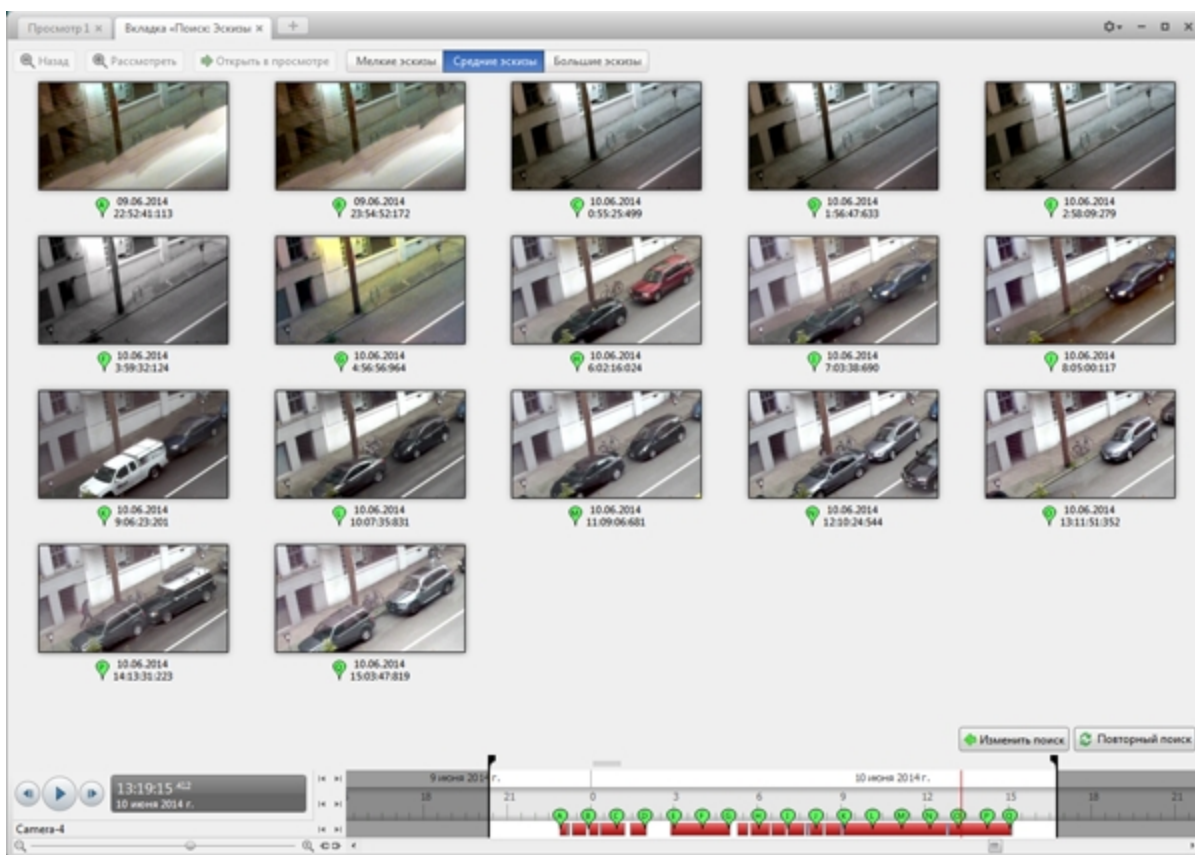 Просмотр 1
Вкладка «Поиск: Эскизы
Назад
Рассмотреть
Открыть в просмотре
Мелкие эскизы
Средние эскизы
Большие эскизы
A 09.06.2014
22:52:41:113
B 09.06.2014
23:54:52:172
C 10.06.2014
0:55:25:499
D 10.06.2014
1:56:47:633
E 10.06.2014
2:58:09:279
F 10.06.2014
3:59:32:124
G 10.06.2014
4:56:56:964
H 10.06.2014
6:02:16:024
I 10.06.2014
7:03:38:690
J 10.06.2014
8:05:00:117
K 10.06.2014
9:06:23:201
L 10.06.2014
10:07:35:831
M 10.06.2014
11:09:06:681
N 10.06.2014
12:10:24:544
O 10.06.2014
13:11:51:352
P 10.06.2014
14:13:31:223
Q 10.06.2014
15:03:47:819
Изменить поиск
Повторный поиск
13:19:15 412
10 июня 2014 г.
9 июня 2014 г.
10 июня 2014 г.
18 21 0 3 6 9 12 15 18 21
A B C D E F G H I J K L M N O P Q
Camera-4